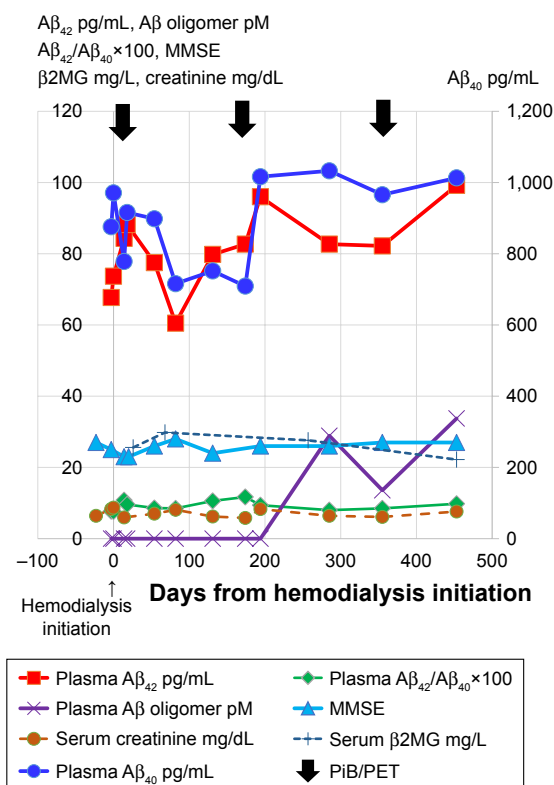 Aβ₄₂ pg/mL, Aβ oligomer pM
Aβ₄₂/Aβ₄₀×100, MMSE
β2MG mg/L, creatinine mg/dL
Aβ₄₀ pg/mL
120
1,200
100
1,000
80
800
60
600
40
400
20
200
0
0
–100
0
100
200
300
400
500
↑
Hemodialysis
initiation
Days from hemodialysis initiation
Plasma Aβ₄₂ pg/mL
Plasma Aβ₄₂/Aβ₄₀×100
Plasma Aβ oligomer pM
MMSE
Serum creatinine mg/dL
Serum β2MG mg/L
Plasma Aβ₄₀ pg/mL
PiB/PET